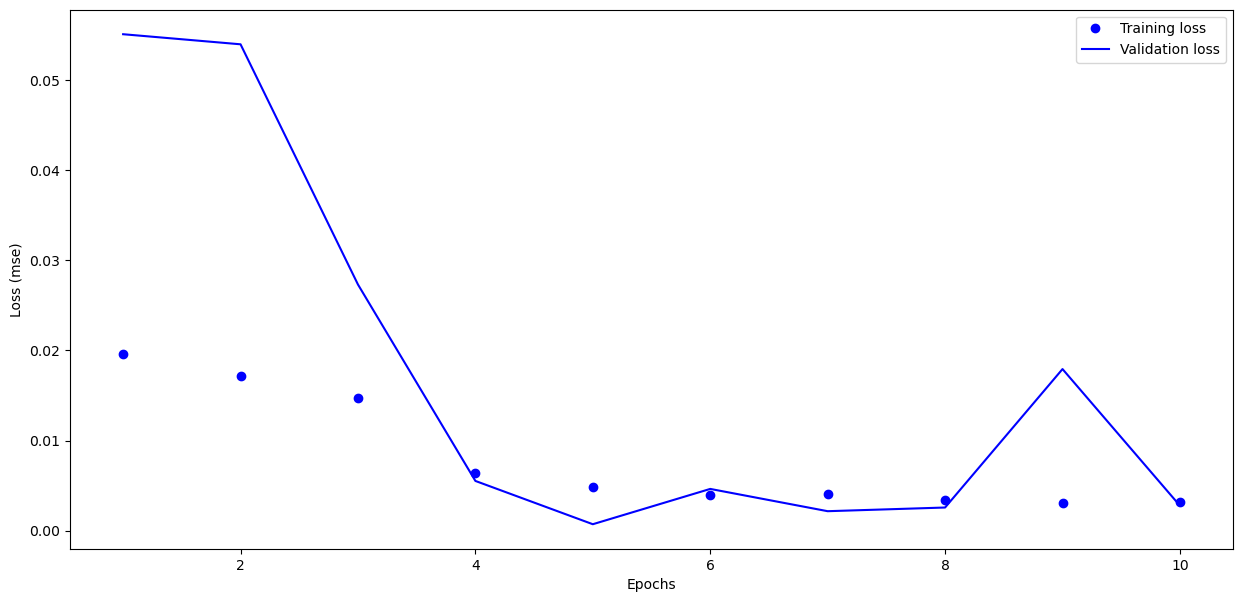 Training loss
Validation loss
0.05
0.04
0.03
0.02
0.01
0.00
Loss (mse)
2
4
6
8
10
Epochs